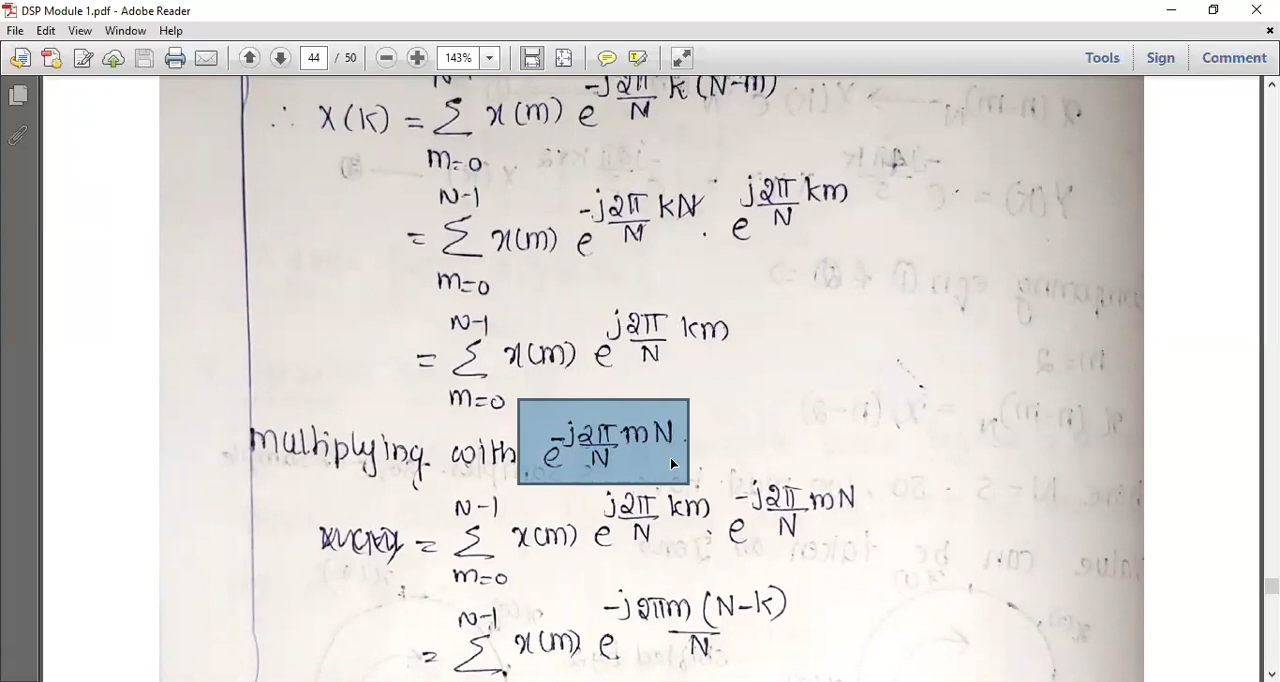 DSP Module 1.pdf - Adobe Reader
File Edit View Window Help
44 / 50 143% Tools Sign Comment
∴ X(k) = Σ x(m) e^{-j2π/N k(N-m)}
m=0
N-1
= Σ x(m) e^{-j2π/N kN} . e^{j2π/N km}
m=0
N-1
= Σ x(m) e^{j2π/N km}
m=0
multiplying with e^{-j2π/N mN}
N-1
= Σ x(m) e^{j2π/N km} . e^{-j2π/N mN}
m=0
N-1
= Σ x(m) e^{-j2πm(N-k)/N}